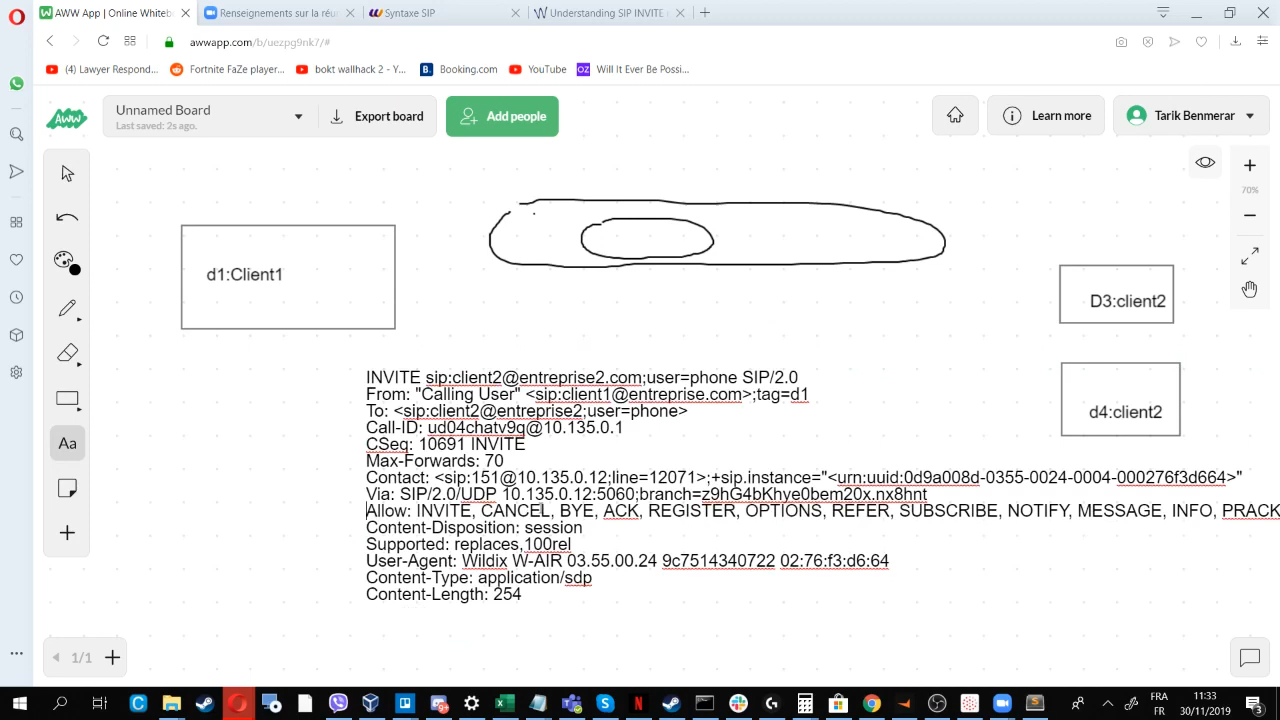 AWW App | Online Whiteb
Renseignements sur la réu
Syntaxe SIP
Understanding SIP INVITE
awwapp.com/b/uezpg9nk7/#
(4) Lawyer Respond...
Fortnite FaZe player...
bokt wallhack 2 - Y...
Booking.com
YouTube
Will It Ever Be Possi...
AWW
Unnamed Board
Last saved: 2s ago.
Export board
Add people
Learn more
Tarik Benmerar
70%
d1:Client1
D3:client2
d4:client2
INVITE sip:client2@entreprise2.com;user=phone SIP/2.0
From: "Calling User" <sip:client1@entreprise.com>;tag=d1
To: <sip:client2@entreprise2;user=phone>
Call-ID: ud04chatv9q@10.135.0.1
CSeq: 10691 INVITE
Max-Forwards: 70
Contact: <sip:151@10.135.0.12;line=12071>;+sip.instance="<urn:uuid:0d9a008d-0355-0024-0004-000276f3d664>"
Via: SIP/2.0/UDP 10.135.0.12:5060;branch=z9hG4bKhye0bem20x.nx8hnt
Allow: INVITE, CANCEL, BYE, ACK, REGISTER, OPTIONS, REFER, SUBSCRIBE, NOTIFY, MESSAGE, INFO, PRACK
Content-Disposition: session
Supported: replaces,100rel
User-Agent: Wildix W-AIR 03.55.00.24 9c7514340722 02:76:f3:d6:64
Content-Type: application/sdp
Content-Length: 254
Aa
1/1
FRA
FR
11:33
30/11/2019
3